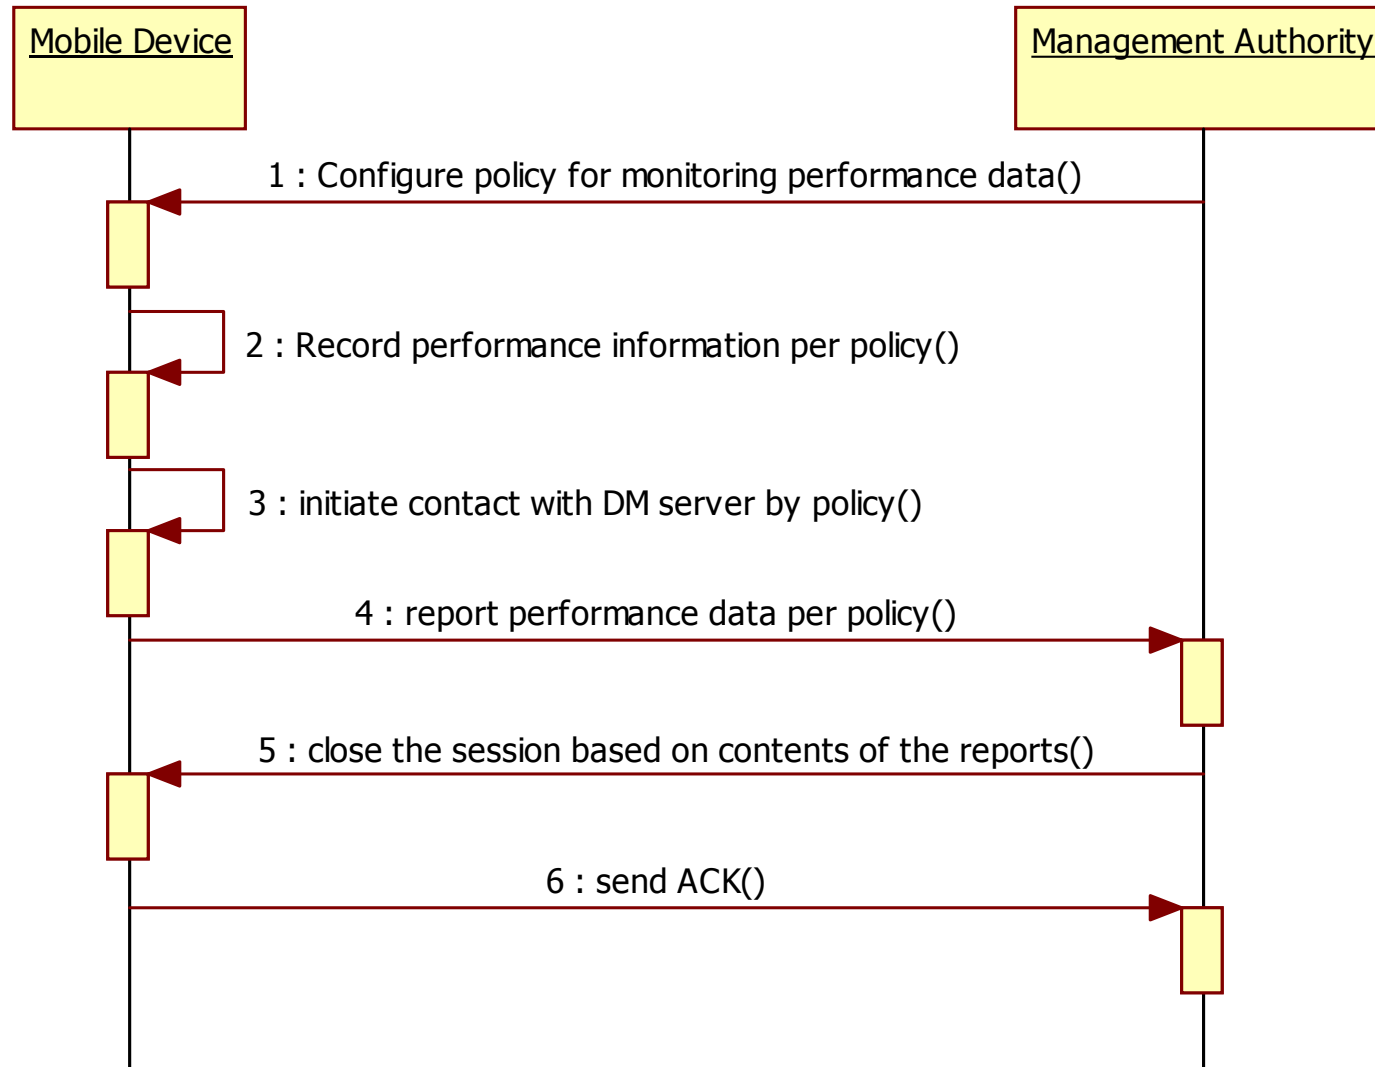 Mobile Device
Management Authority
1 : Configure policy for monitoring performance data()
2 : Record performance information per policy()
3 : initiate contact with DM server by policy()
4 : report performance data per policy()
5 : close the session based on contents of the reports()
6 : send ACK()